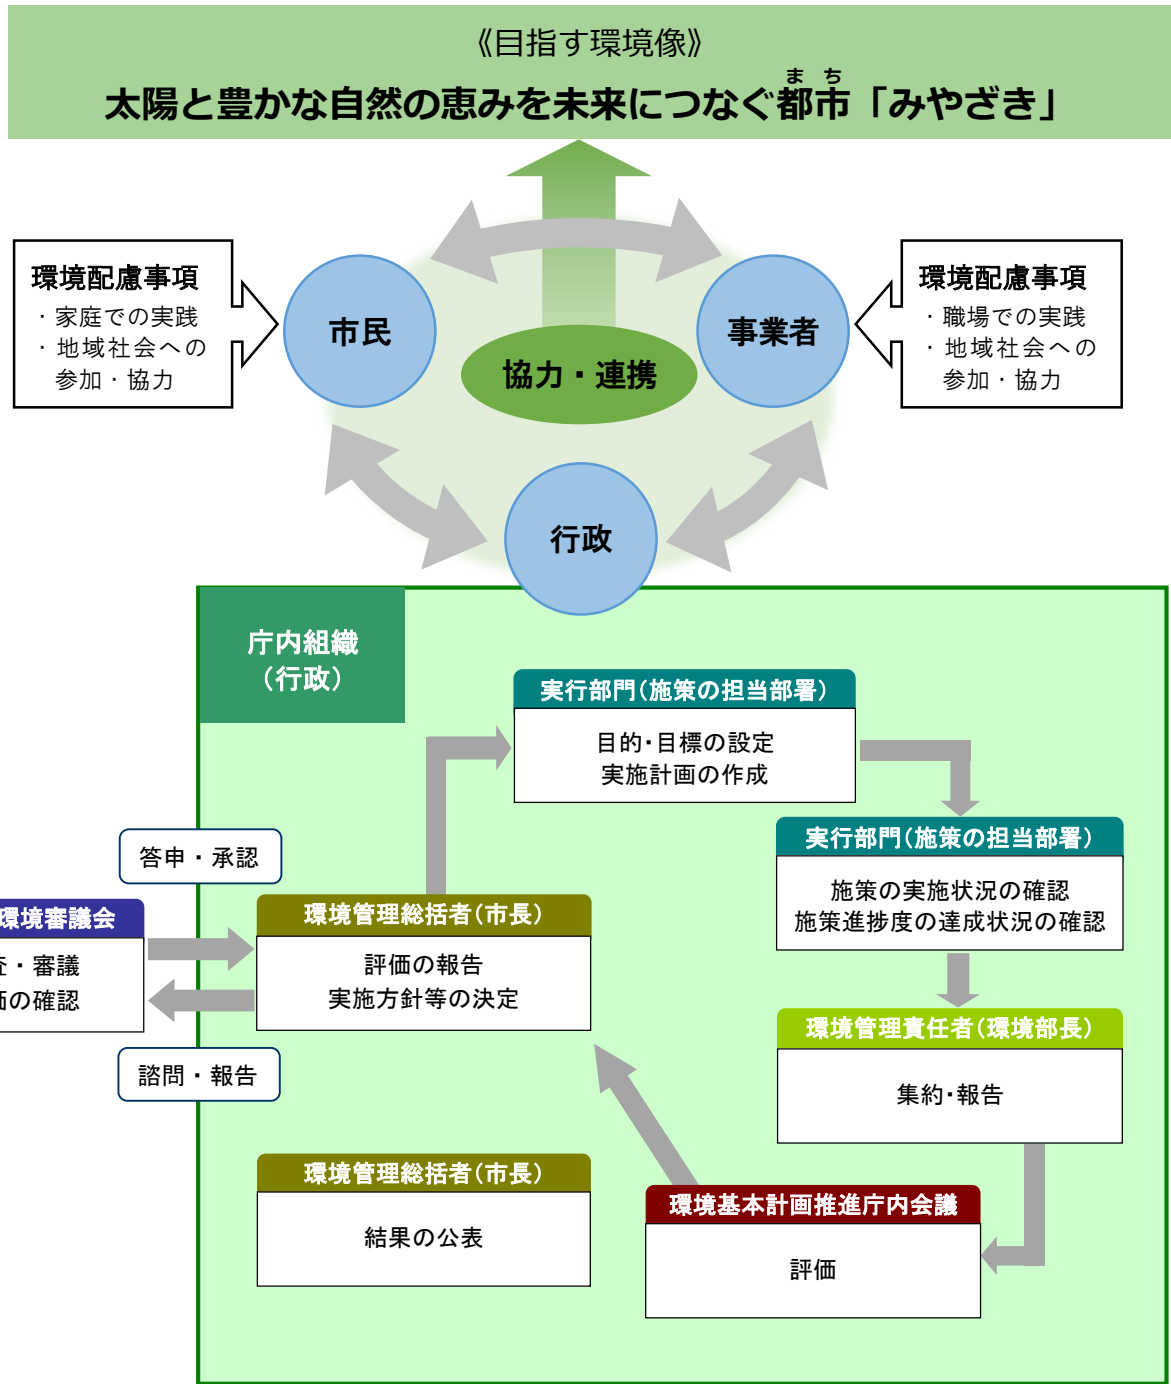 《目指す環境像》
まち
太陽と豊かな自然の恵みを未来につなぐ都市「みやざき」
環境配慮事項
・家庭での実践
・地域社会への
参加・協力
環境配慮事項
・職場での実践
・地域社会への
参加・協力
市民
事業者
協力・連携
行政
庁内組織
（行政）
実行部門（施策の担当部署）
目的・目標の設定
実施計画の作成
実行部門（施策の担当部署）
施策の実施状況の確認
施策進捗度の達成状況の確認
答申・承認
環境審議会
・審議
の確認
環境管理総括者（市長）
評価の報告
実施方針等の決定
諮問・報告
環境管理責任者（環境部長）
集約・報告
環境管理総括者（市長）
結果の公表
環境基本計画推進庁内会議
評価